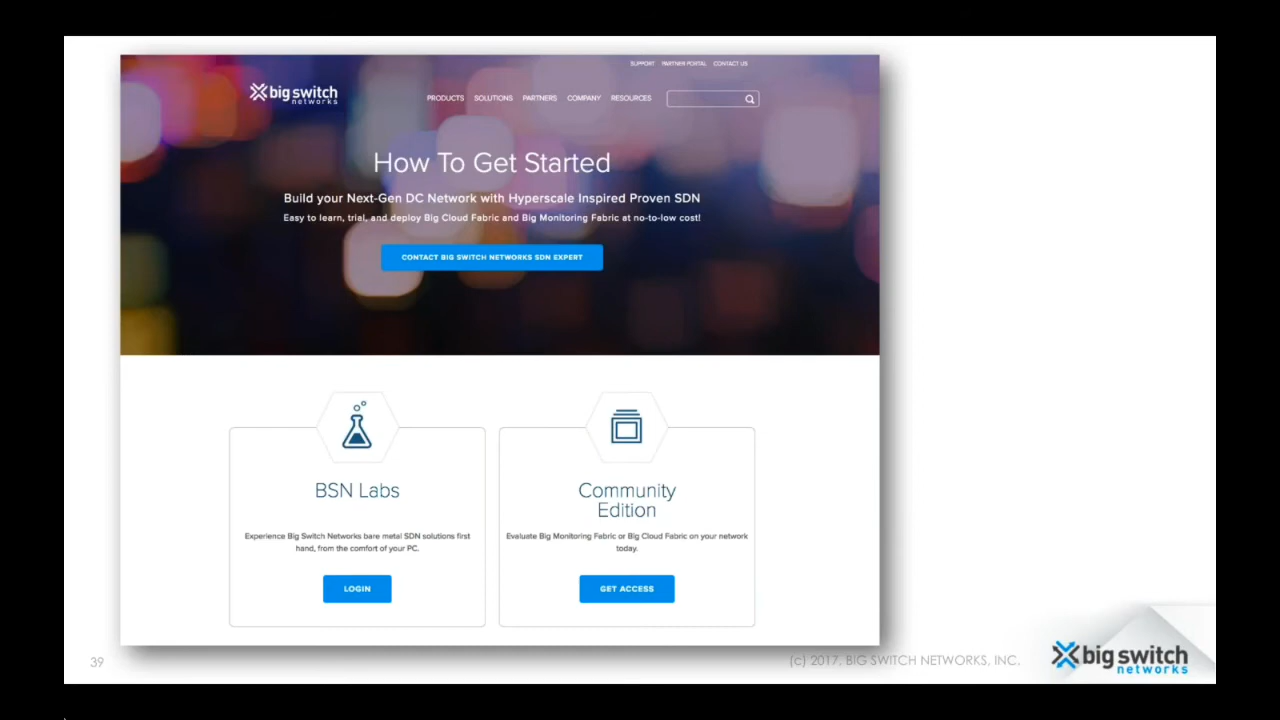 SUPPORT PARTNER PORTAL CONTACT US
big switch
networks
PRODUCTS SOLUTIONS PARTNERS COMPANY RESOURCES
How To Get Started
Build your Next-Gen DC Network with Hyperscale Inspired Proven SDN
Easy to learn, trial, and deploy Big Cloud Fabric and Big Monitoring Fabric at no-to-low cost!
CONTACT BIG SWITCH NETWORKS SDN EXPERT
BSN Labs
Experience Big Switch Networks bare metal SDN solutions first
hand, from the comfort of your PC.
LOGIN
Community
Edition
Evaluate Big Monitoring Fabric or Big Cloud Fabric on your network
today.
GET ACCESS
39
(c) 2017, BIG SWITCH NETWORKS, INC.
big switch
networks